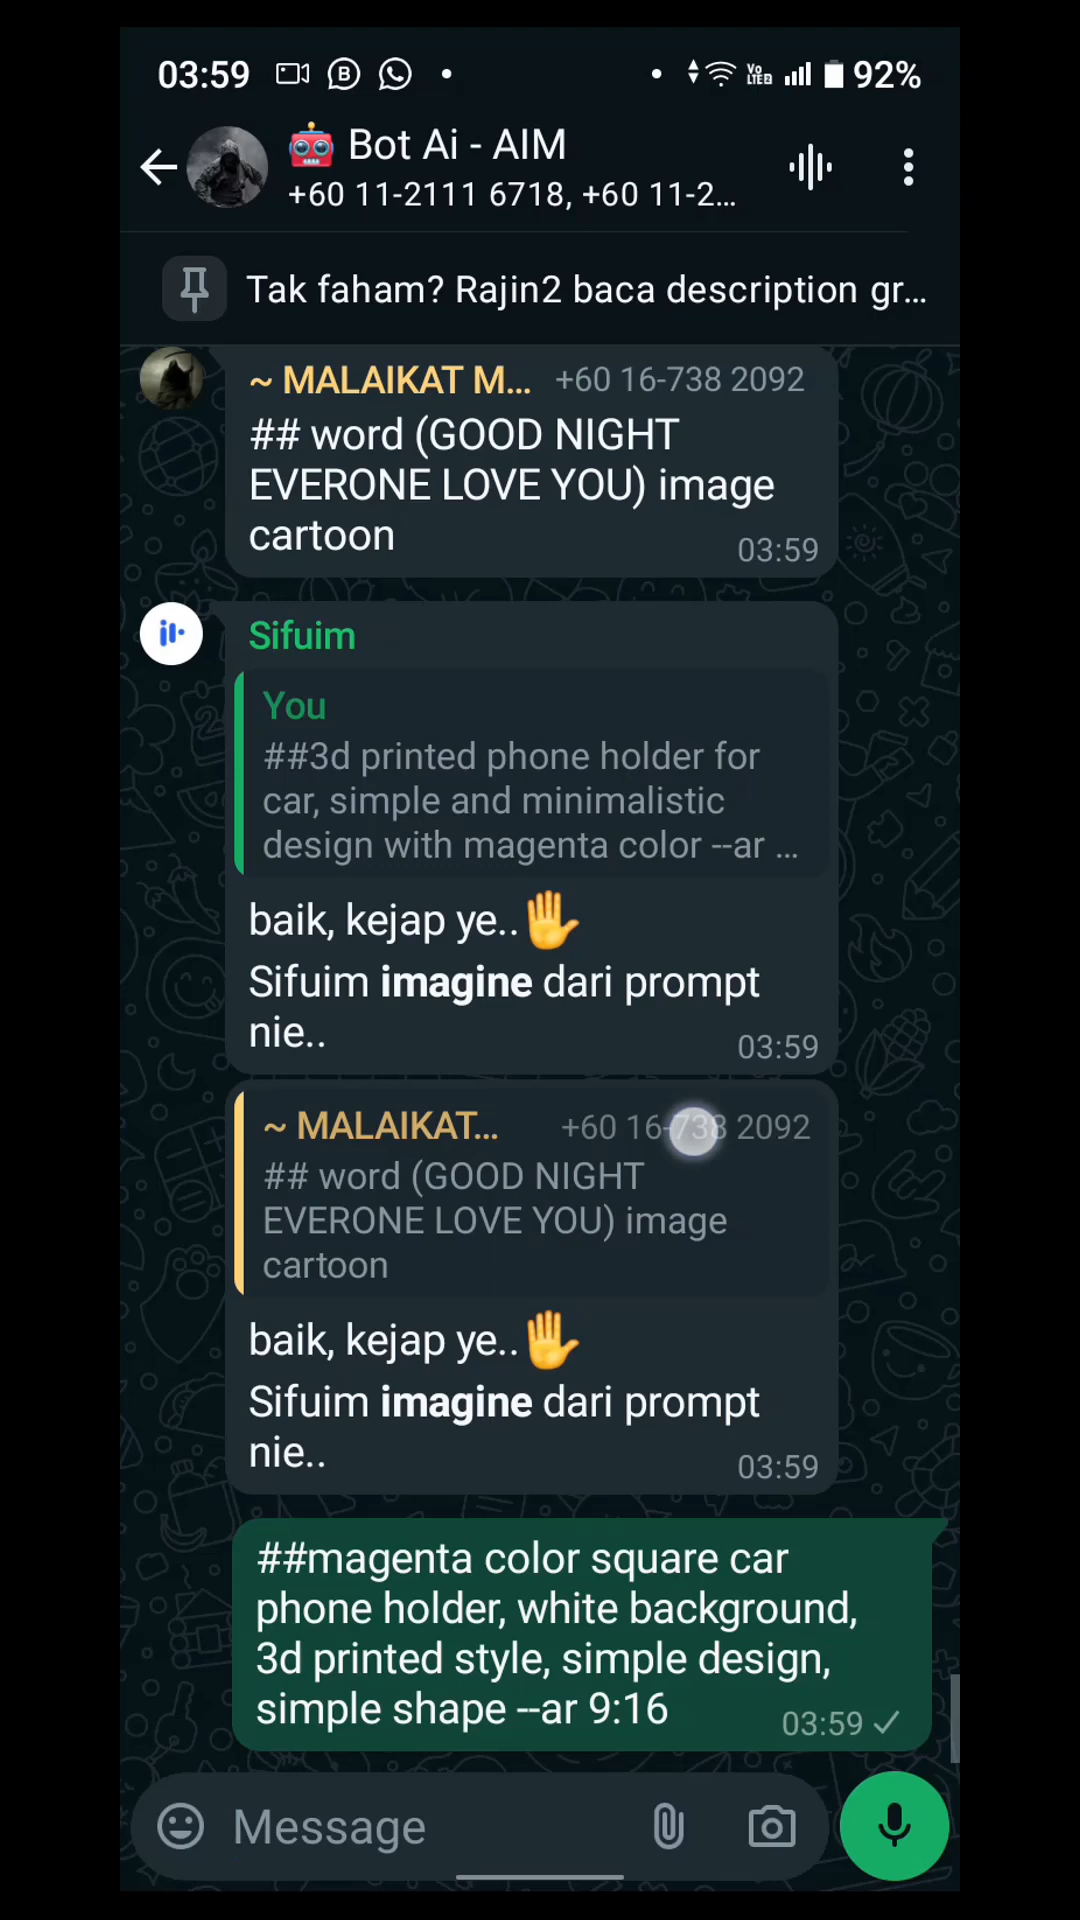 03:59
VoLTE2
92%
🤖 Bot Ai - AIM
+60 11-2111 6718, +60 11-2...
Tak faham? Rajin2 baca description gr...
~ MALAIKAT M... +60 16-738 2092
## word (GOOD NIGHT
EVERONE LOVE YOU) image
cartoon
03:59
Sifuim
You
##3d printed phone holder for
car, simple and minimalistic
design with magenta color --ar ...
baik, kejap ye..✋
Sifuim imagine dari prompt
nie..
03:59
~ MALAIKAT... +60 16-738 2092
## word (GOOD NIGHT
EVERONE LOVE YOU) image
cartoon
baik, kejap ye..✋
Sifuim imagine dari prompt
nie..
03:59
##magenta color square car
phone holder, white background,
3d printed style, simple design,
simple shape --ar 9:16
03:59
Message